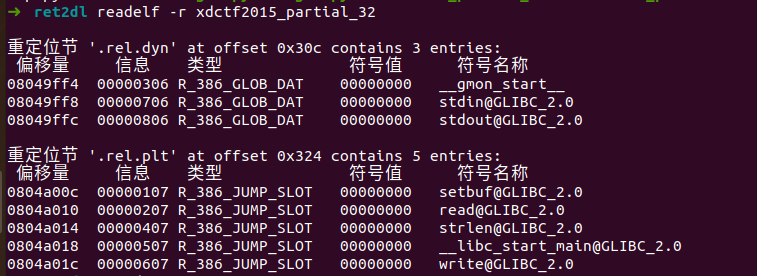 ➜ ret2dl readelf -r xdctf2015_partial_32
重定位节 '.rel.dyn' at offset 0x30c contains 3 entries:
偏移量 信息 类型 符号值 符号名称
08049ff4 00000306 R_386_GLOB_DAT 00000000 __gmon_start__
08049ff8 00000706 R_386_GLOB_DAT 00000000 stdin@GLIBC_2.0
08049ffc 00000806 R_386_GLOB_DAT 00000000 stdout@GLIBC_2.0
重定位节 '.rel.plt' at offset 0x324 contains 5 entries:
偏移量 信息 类型 符号值 符号名称
0804a00c 00000107 R_386_JUMP_SLOT 00000000 setbuf@GLIBC_2.0
0804a010 00000207 R_386_JUMP_SLOT 00000000 read@GLIBC_2.0
0804a014 00000407 R_386_JUMP_SLOT 00000000 strlen@GLIBC_2.0
0804a018 00000507 R_386_JUMP_SLOT 00000000 __libc_start_main@GLIBC_2.0
0804a01c 00000607 R_386_JUMP_SLOT 00000000 write@GLIBC_2.0